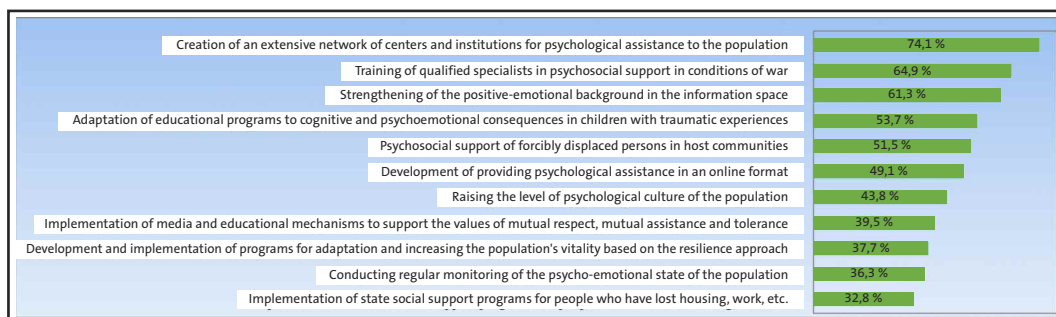 Creation of an extensive network of centers and institutions for psychological assistance to the population 74,1 %
Training of qualified specialists in psychosocial support in conditions of war 64,9 %
Strengthening of the positive-emotional background in the information space 61,3 %
Adaptation of educational programs to cognitive and psychoemotional consequences in children with traumatic experiences 53,7 %
Psychosocial support of forcibly displaced persons in host communities 51,5 %
Development of providing psychological assistance in an online format 49,1 %
Raising the level of psychological culture of the population 43,8 %
Implementation of media and educational mechanisms to support the values of mutual respect, mutual assistance and tolerance 39,5 %
Development and implementation of programs for adaptation and increasing the population's vitality based on the resilience approach 37,7 %
Conducting regular monitoring of the psycho-emotional state of the population 36,3 %
Implementation of state social support programs for people who have lost housing, work, etc. 32,8 %